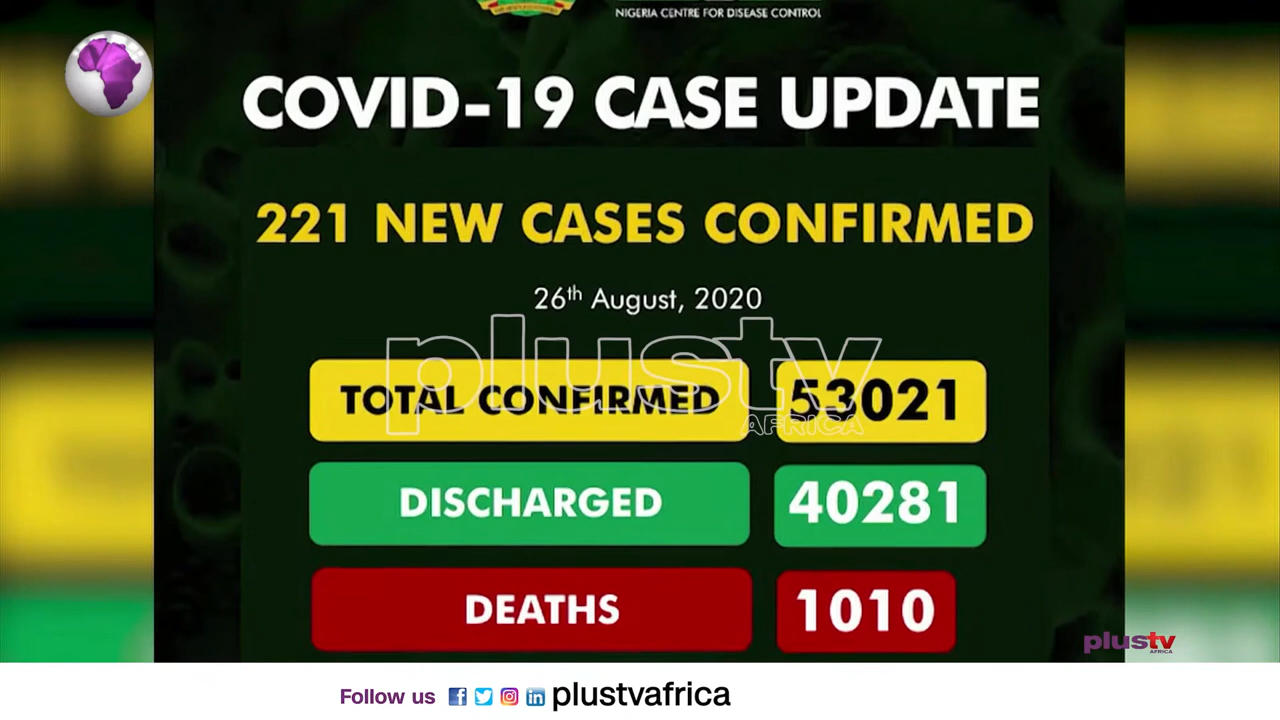 NIGERIA CENTRE FOR DISEASE CONTROL
COVID-19 CASE UPDATE
221 NEW CASES CONFIRMED
26th August, 2020
plustv
AFRICA
TOTAL CONFIRMED 53021
DISCHARGED 40281
DEATHS 1010
plustv
AFRICA
Follow us plustvafrica